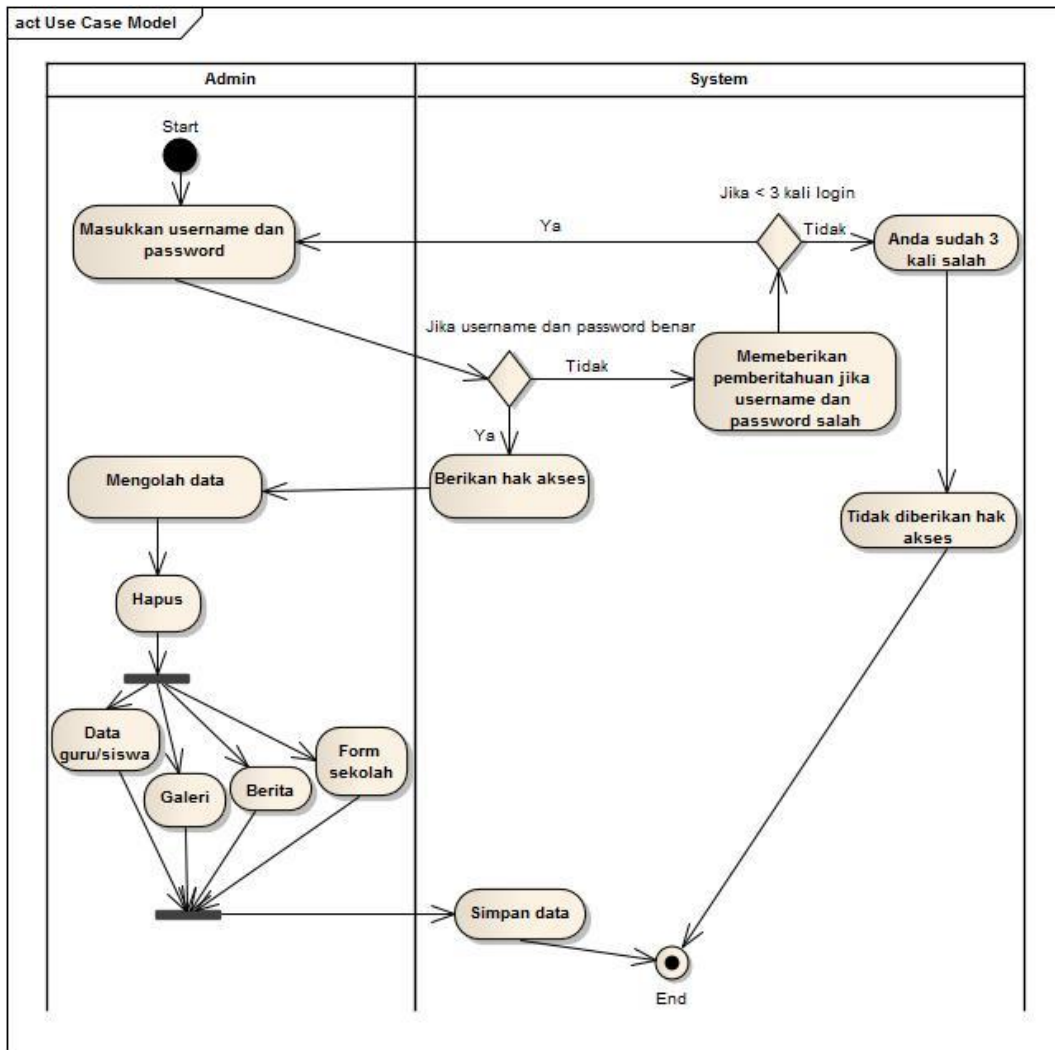 act Use Case Model
Admin
System
Start
Masukkan username dan
password
Ya
Jika < 3 kali login
Tidak
Anda sudah 3
kali salah
Jika username dan password benar
Tidak
Memeberikan
pemberitahuan jika
username dan
password salah
Ya
Berikan hak akses
Mengolah data
Tidak diberikan hak
akses
Hapus
Data
guru/siswa
Galeri
Berita
Form
sekolah
Simpan data
End